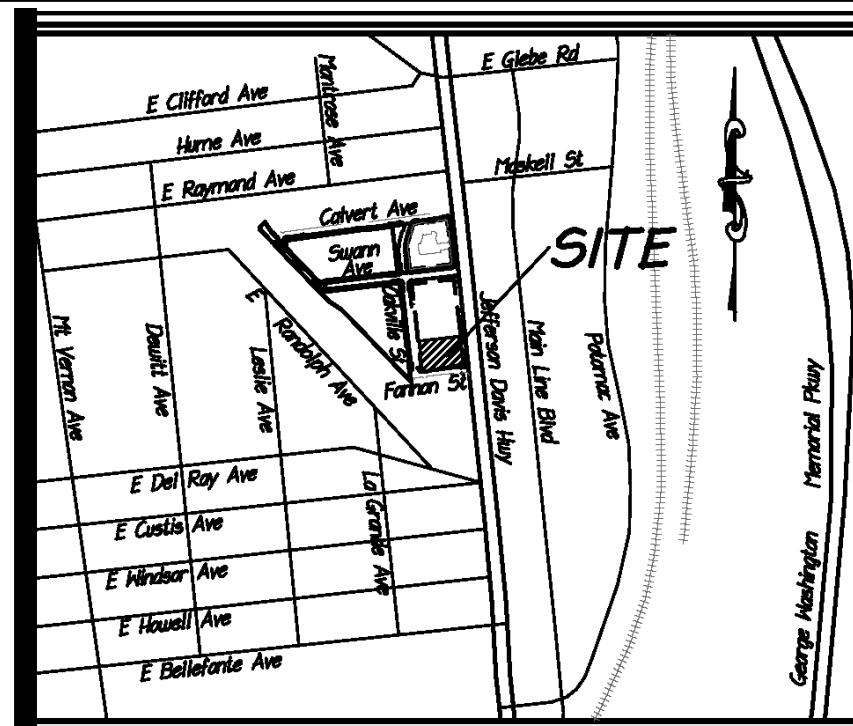 E Glebe Rd
E Clifford Ave
Montrose Ave
Hume Ave
Maskell St
E Raymond Ave
Calvert Ave
Swann
Ave
SITE
E Randolph Ave
Oakville St
Jefferson Davis Hwy
Main Line Blvd
Potomac Ave
Mt Vernon Ave
Dewitt Ave
Leslie Ave
Fannon St
George Washington Memorial Pkwy
E Del Ray Ave
La Grande Ave
E Custis Ave
E Windsor Ave
E Howell Ave
E Bellefonte Ave